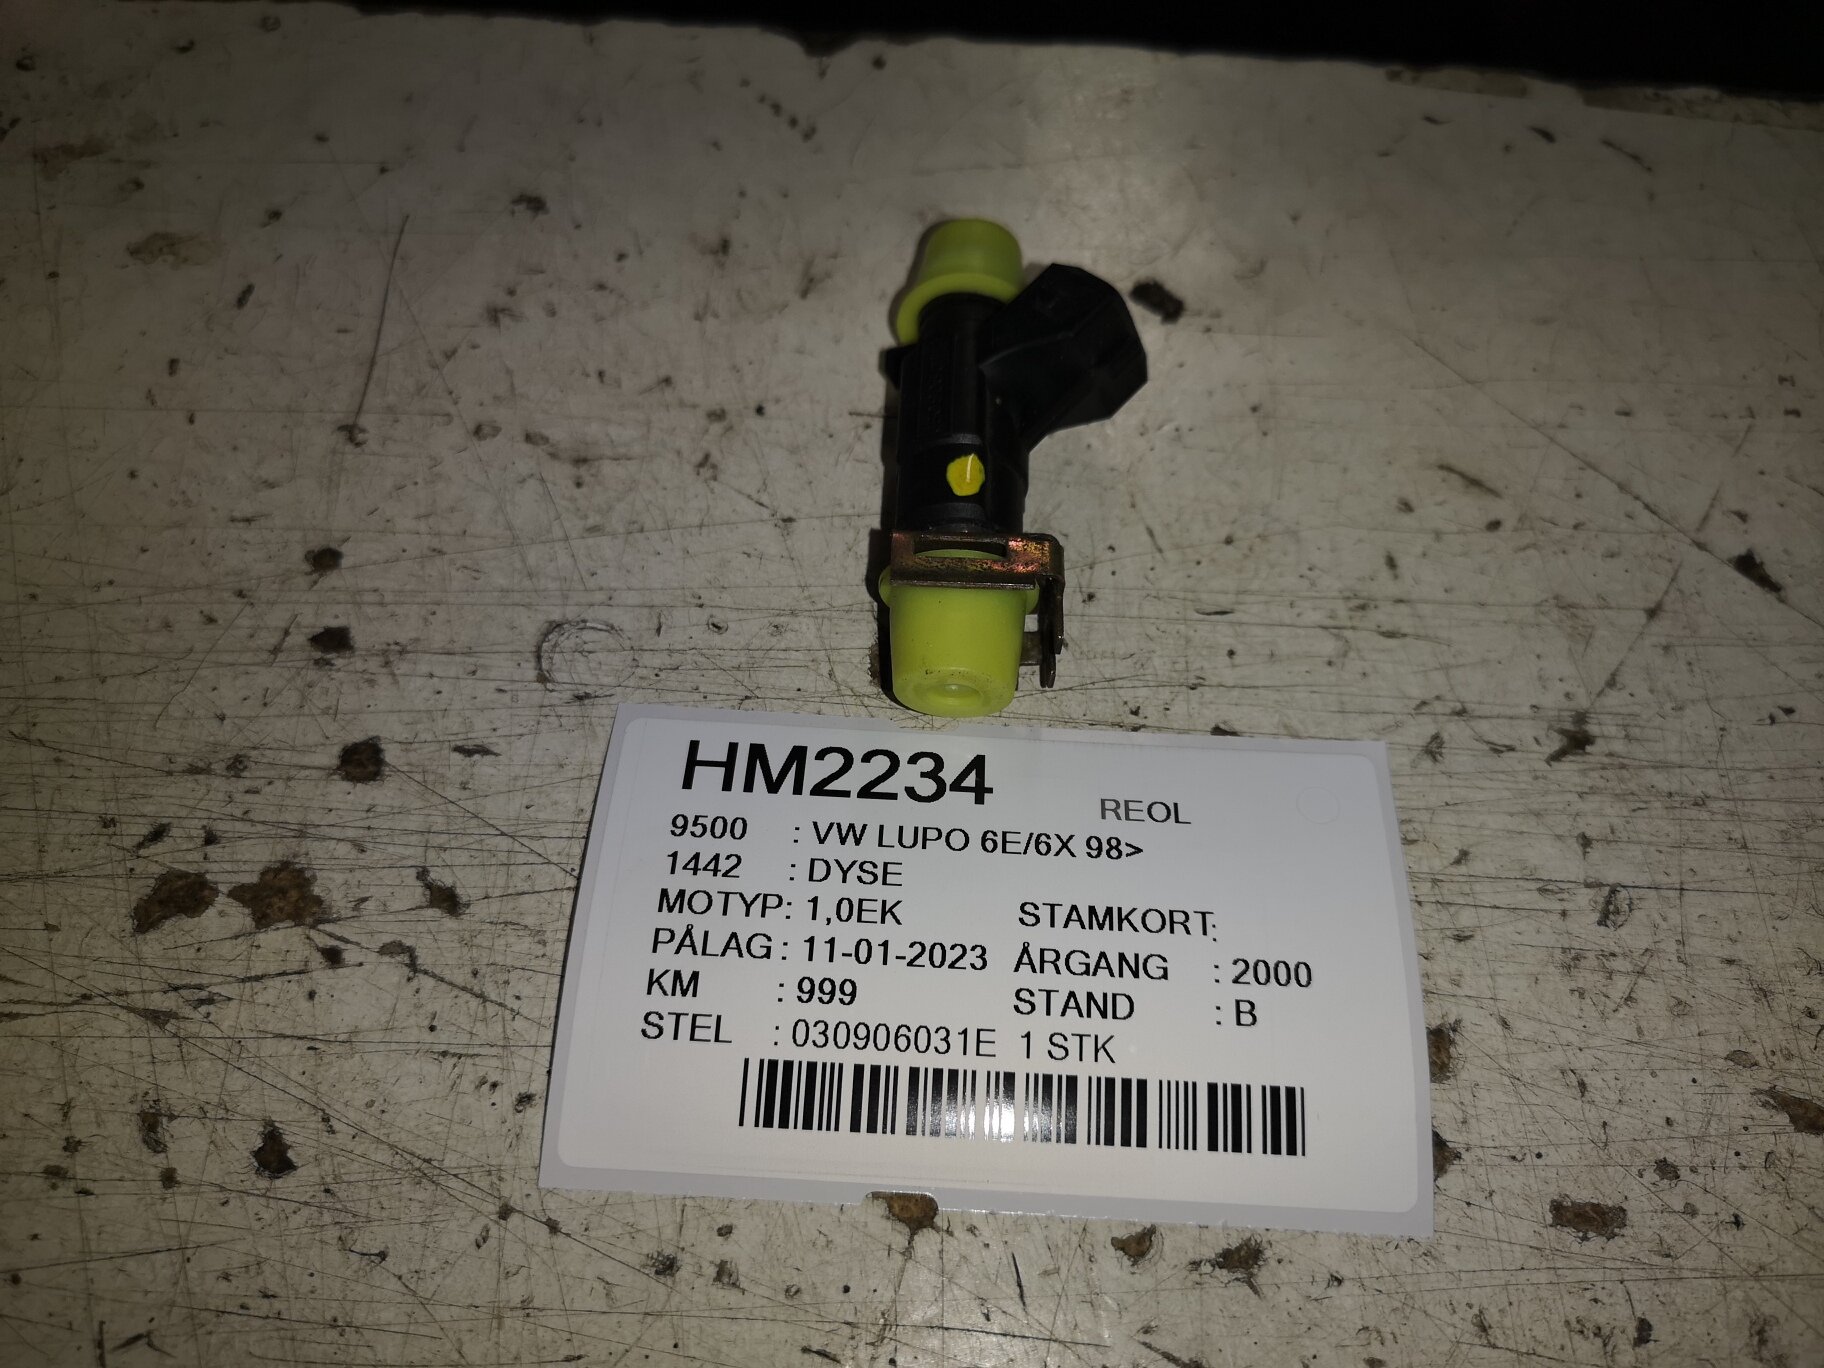 HM2234
REOL
9500 : VW LUPO 6E/6X 98>
1442 : DYSE
MOTYP: 1,0EK STAMKORT:
PÅLAG: 11-01-2023 ÅRGANG : 2000
KM : 999 STAND : B
STEL : 030906031E 1 STK